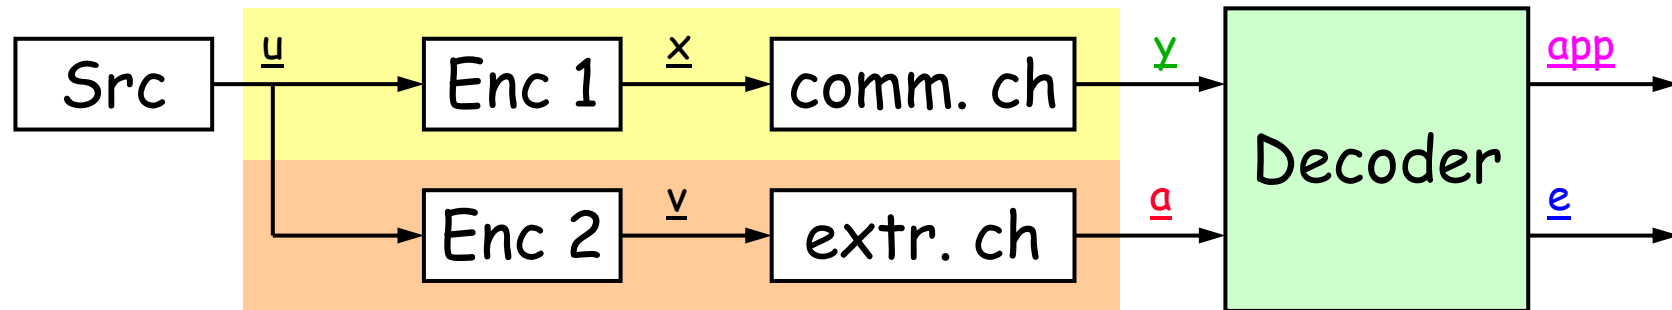 Src u Enc 1 x comm. ch y Decoder app
Enc 2 v extr. ch a e